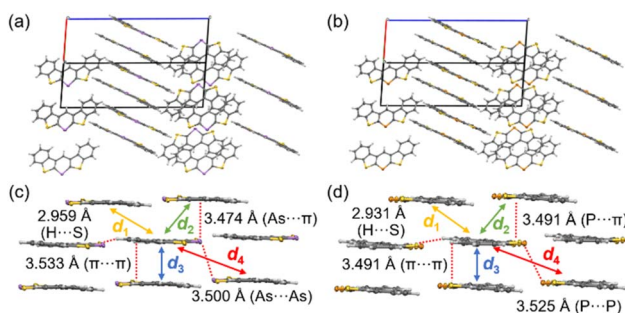 (a)
(b)
(c)
2.959 Å
(H···S)
d1
d2
3.474 Å (As···π)
d4
3.533 Å (π···π)
d3
3.500 Å (As···As)
(d)
2.931 Å
(H···S)
d1
d2
3.491 Å (P···π)
d4
3.491 Å (π···π)
d3
3.525 Å (P···P)